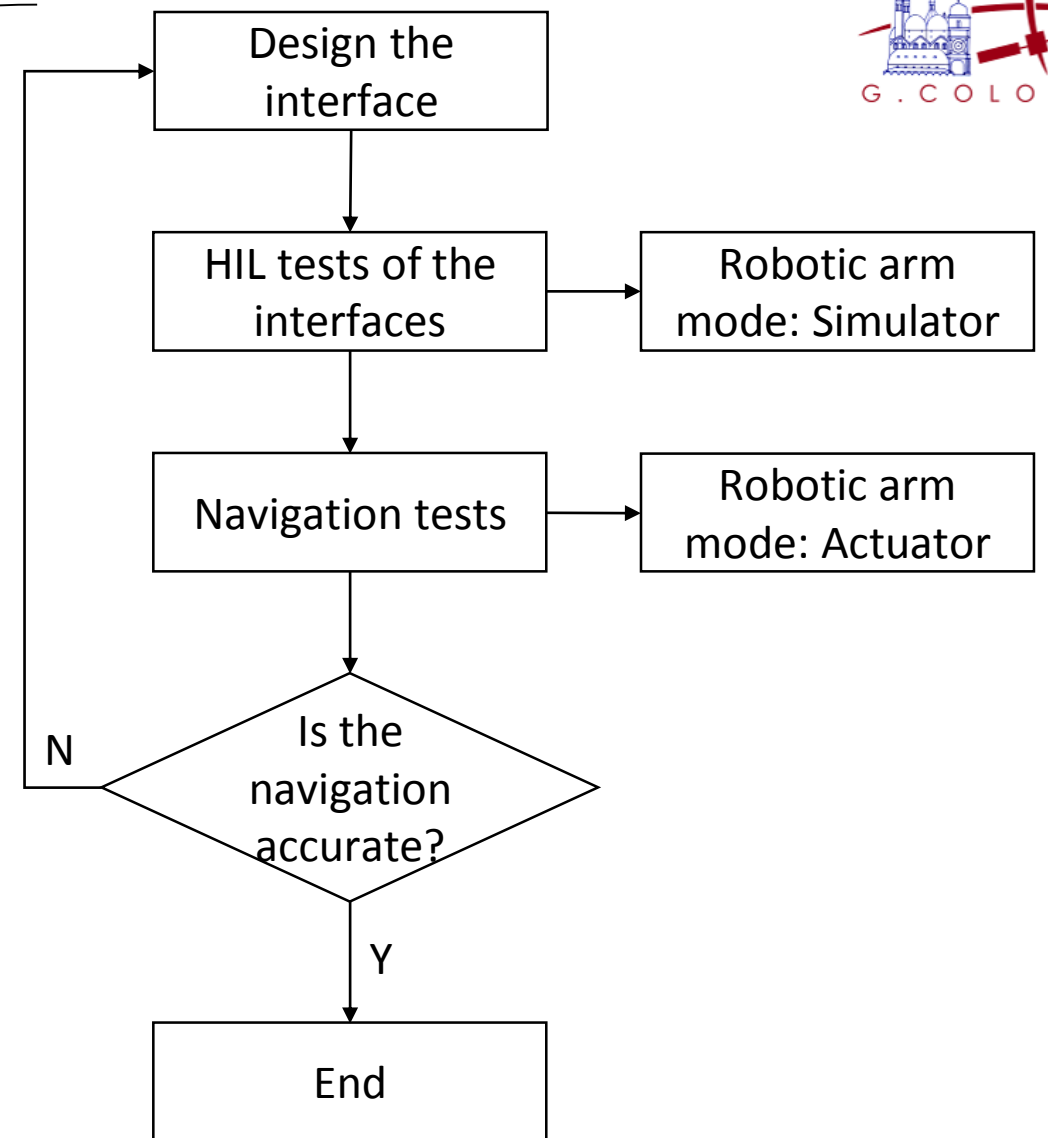 G.COLO
Design the
interface
HIL tests of the
interfaces
Robotic arm
mode: Simulator
Navigation tests
Robotic arm
mode: Actuator
Is the
navigation
accurate?
N
Y
End